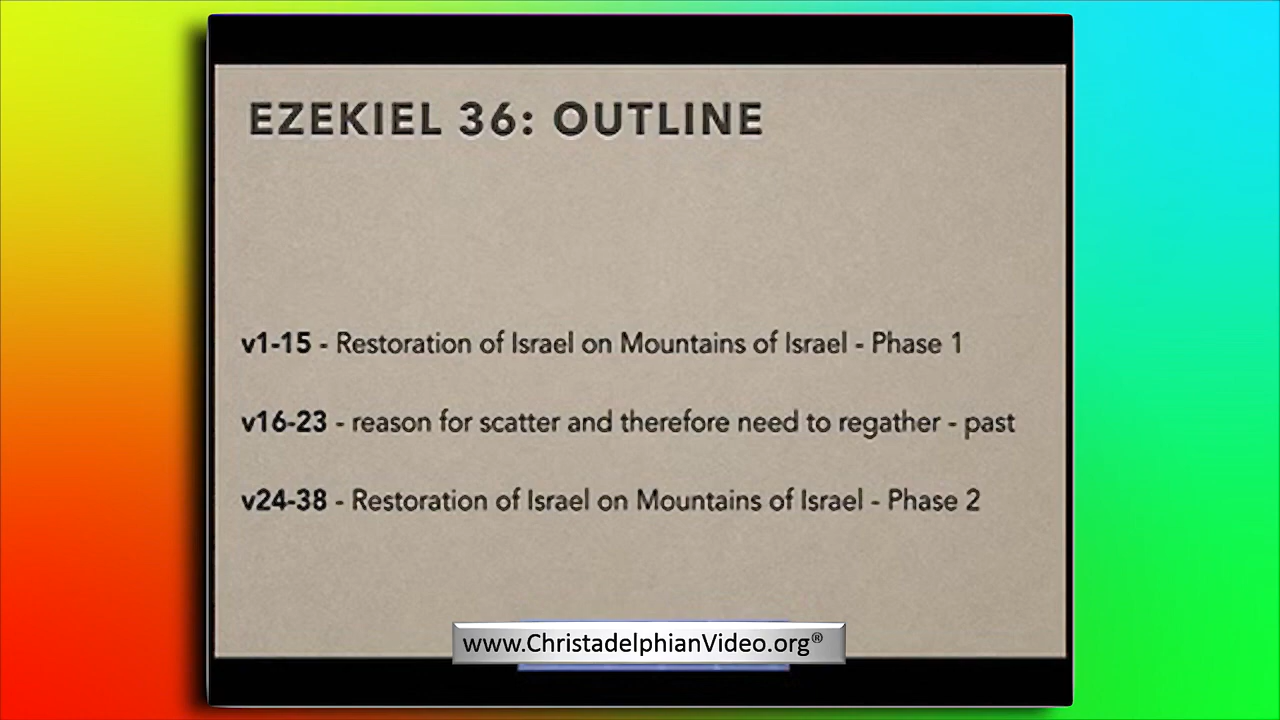 EZEKIEL 36: OUTLINE
v1-15 - Restoration of Israel on Mountains of Israel - Phase 1
v16-23 - reason for scatter and therefore need to regather - past
v24-38 - Restoration of Israel on Mountains of Israel - Phase 2
www.ChristadelphianVideo.org®